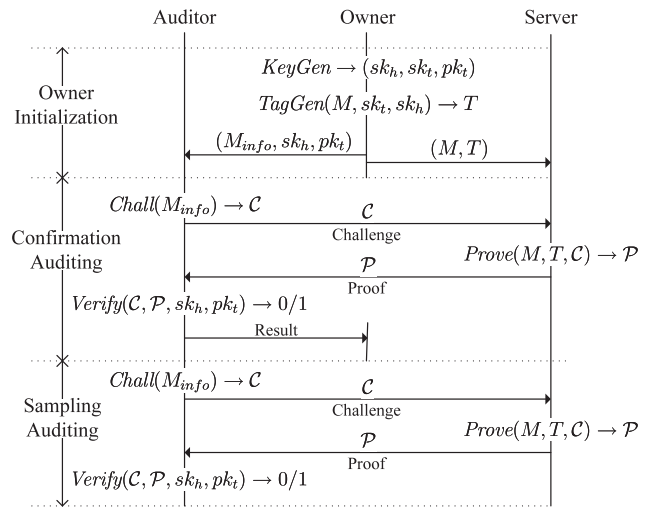 Auditor Owner Server
Owner
Initialization
KeyGen → (sk_h, sk_t, pk_t)
TagGen(M, sk_t, sk_h) → T
(M_info, sk_h, pk_t)
(M, T)
Confirmation
Auditing
Chall(M_info) → 𝒞
𝒞
Challenge
Prove(M, T, 𝒞) → 𝒫
𝒫
Proof
Verify(𝒞, 𝒫, sk_h, pk_t) → 0/1
Result
Sampling
Auditing
Chall(M_info) → 𝒞
𝒞
Challenge
Prove(M, T, 𝒞) → 𝒫
𝒫
Proof
Verify(𝒞, 𝒫, sk_h, pk_t) → 0/1